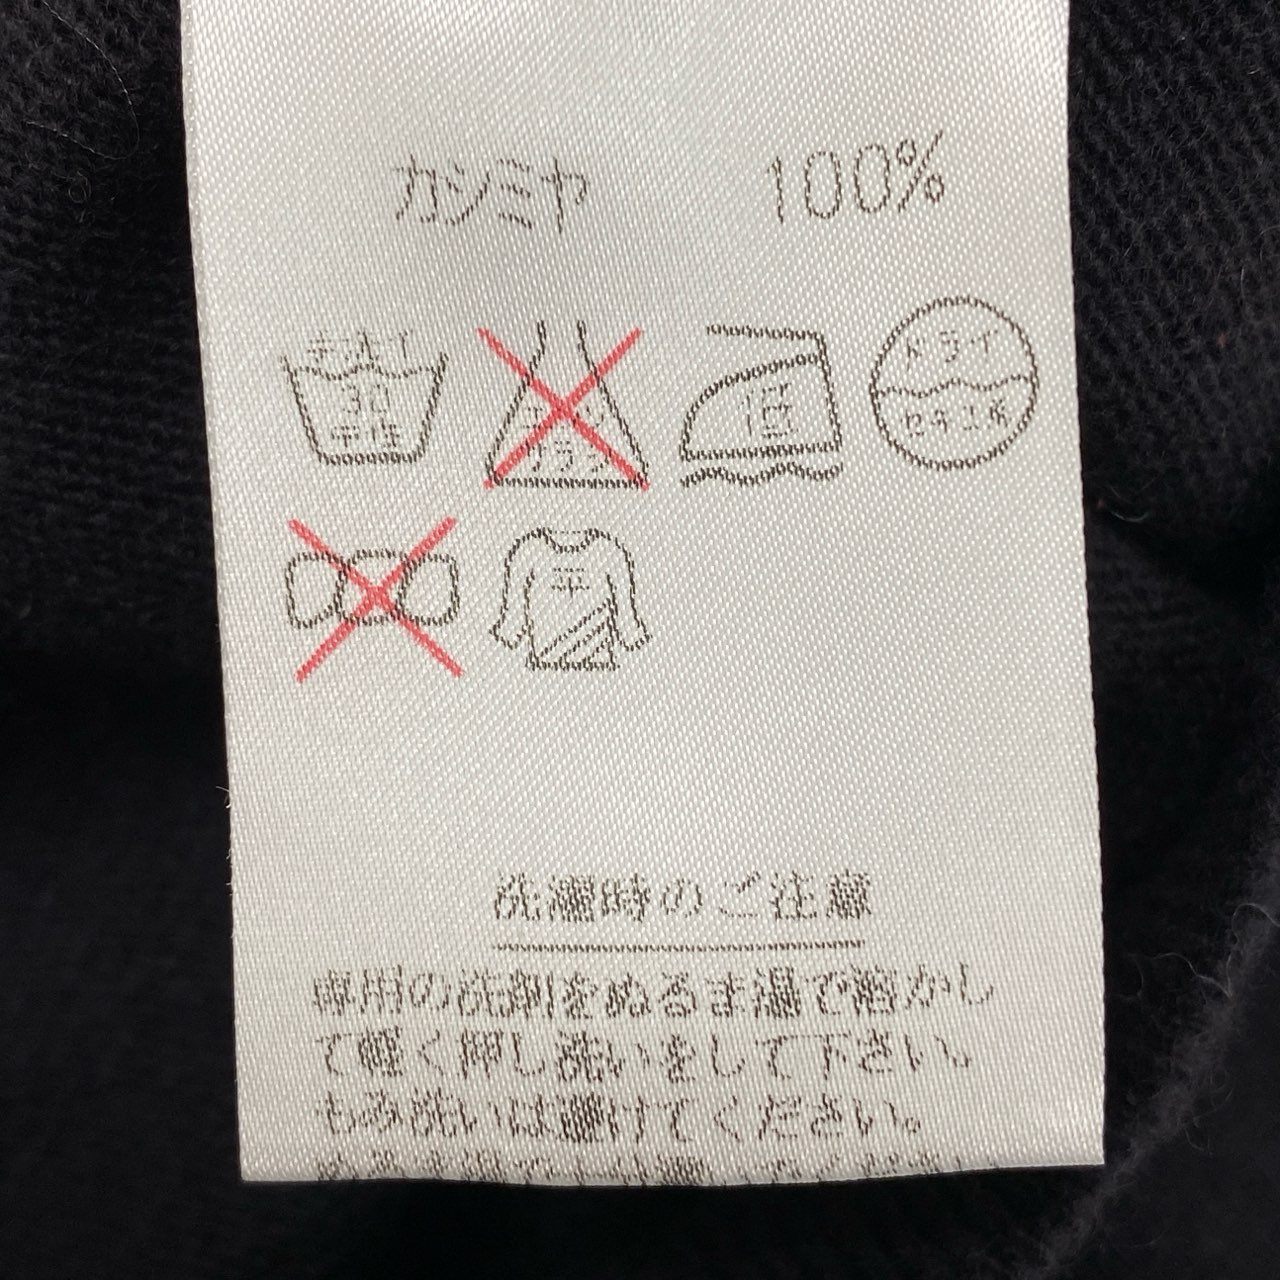 カシミヤ 100%
手洗イ
30
中性
エンソ
サラシ
低
ドライ
セキユ系
平
洗濯時のご注意
専用の洗剤をぬるま湯で溶かし
て軽く押し洗いをして下さい。
もみ洗いは避けてください。